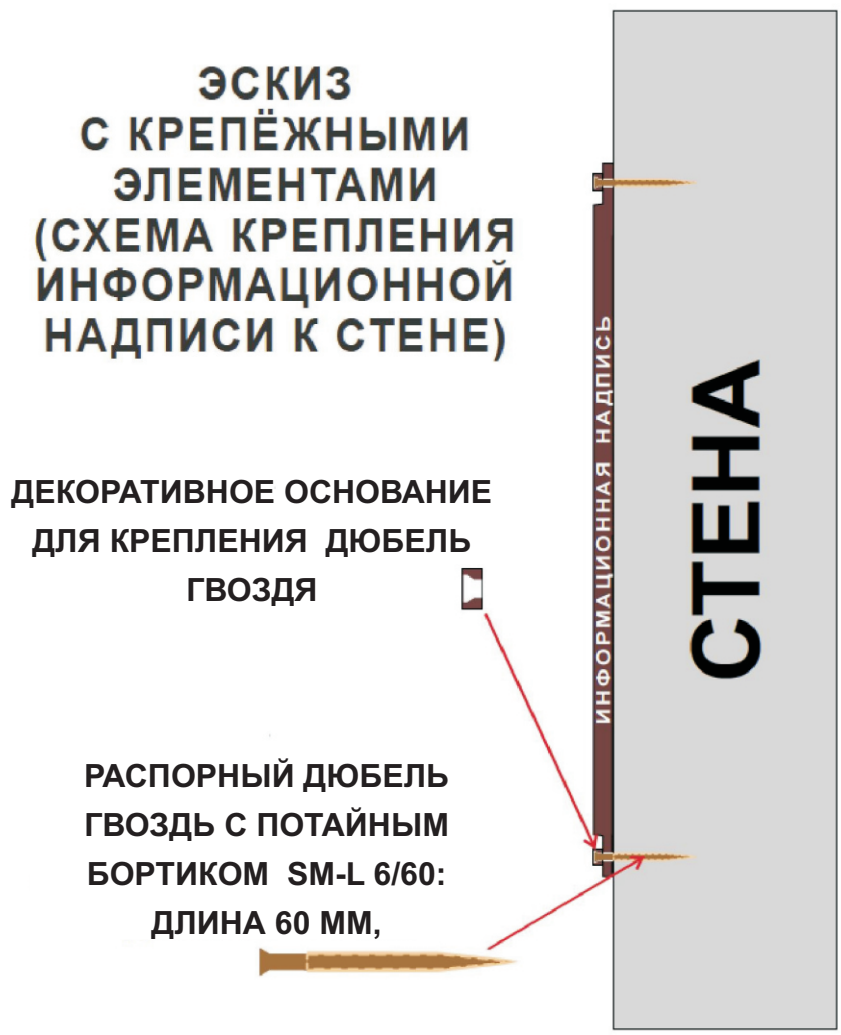 ЭСКИЗ
С КРЕПЁЖНЫМИ
ЭЛЕМЕНТАМИ
(СХЕМА КРЕПЛЕНИЯ
ИНФОРМАЦИОННОЙ
НАДПИСИ К СТЕНЕ)
ДЕКОРАТИВНОЕ ОСНОВАНИЕ
ДЛЯ КРЕПЛЕНИЯ ДЮБЕЛЬ
ГВОЗДЯ
РАСПОРНЫЙ ДЮБЕЛЬ
ГВОЗДЬ С ПОТАЙНЫМ
БОРТИКОМ SM-L 6/60:
ДЛИНА 60 ММ,
ИНФОРМАЦИОННАЯ НАДПИСЬ
СТЕНА